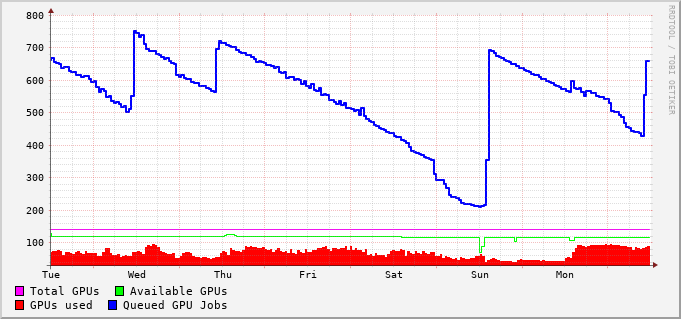 800
700
600
500
400
300
200
100
Tue Wed Thu Fri Sat Sun Mon
Total GPUs Available GPUs
GPUs used Queued GPU Jobs
RRDTOOL / TOBI OETIKER